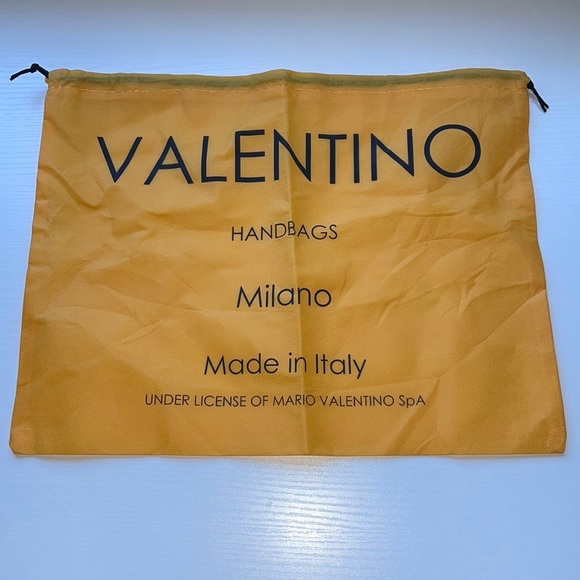 VALENTINO
HANDBAGS
Milano
Made in Italy
UNDER LICENSE OF MARIO VALENTINO SpA